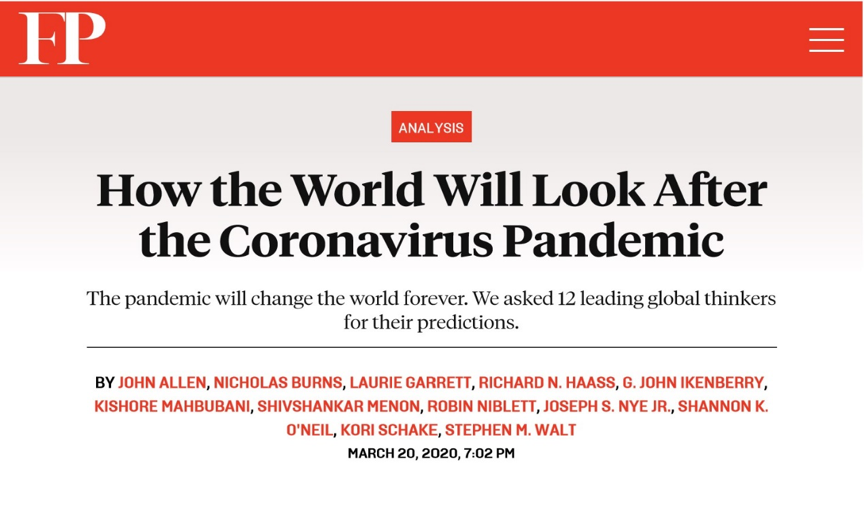 FP
ANALYSIS
How the World Will Look After
the Coronavirus Pandemic
The pandemic will change the world forever. We asked 12 leading global thinkers
for their predictions.
BY JOHN ALLEN, NICHOLAS BURNS, LAURIE GARRETT, RICHARD N. HAASS, G. JOHN IKENBERRY,
KISHORE MAHBUBANI, SHIVSHANKAR MENON, ROBIN NIBLETT, JOSEPH S. NYE JR., SHANNON K.
O'NEIL, KORI SCHAKE, STEPHEN M. WALT
MARCH 20, 2020, 7:02 PM